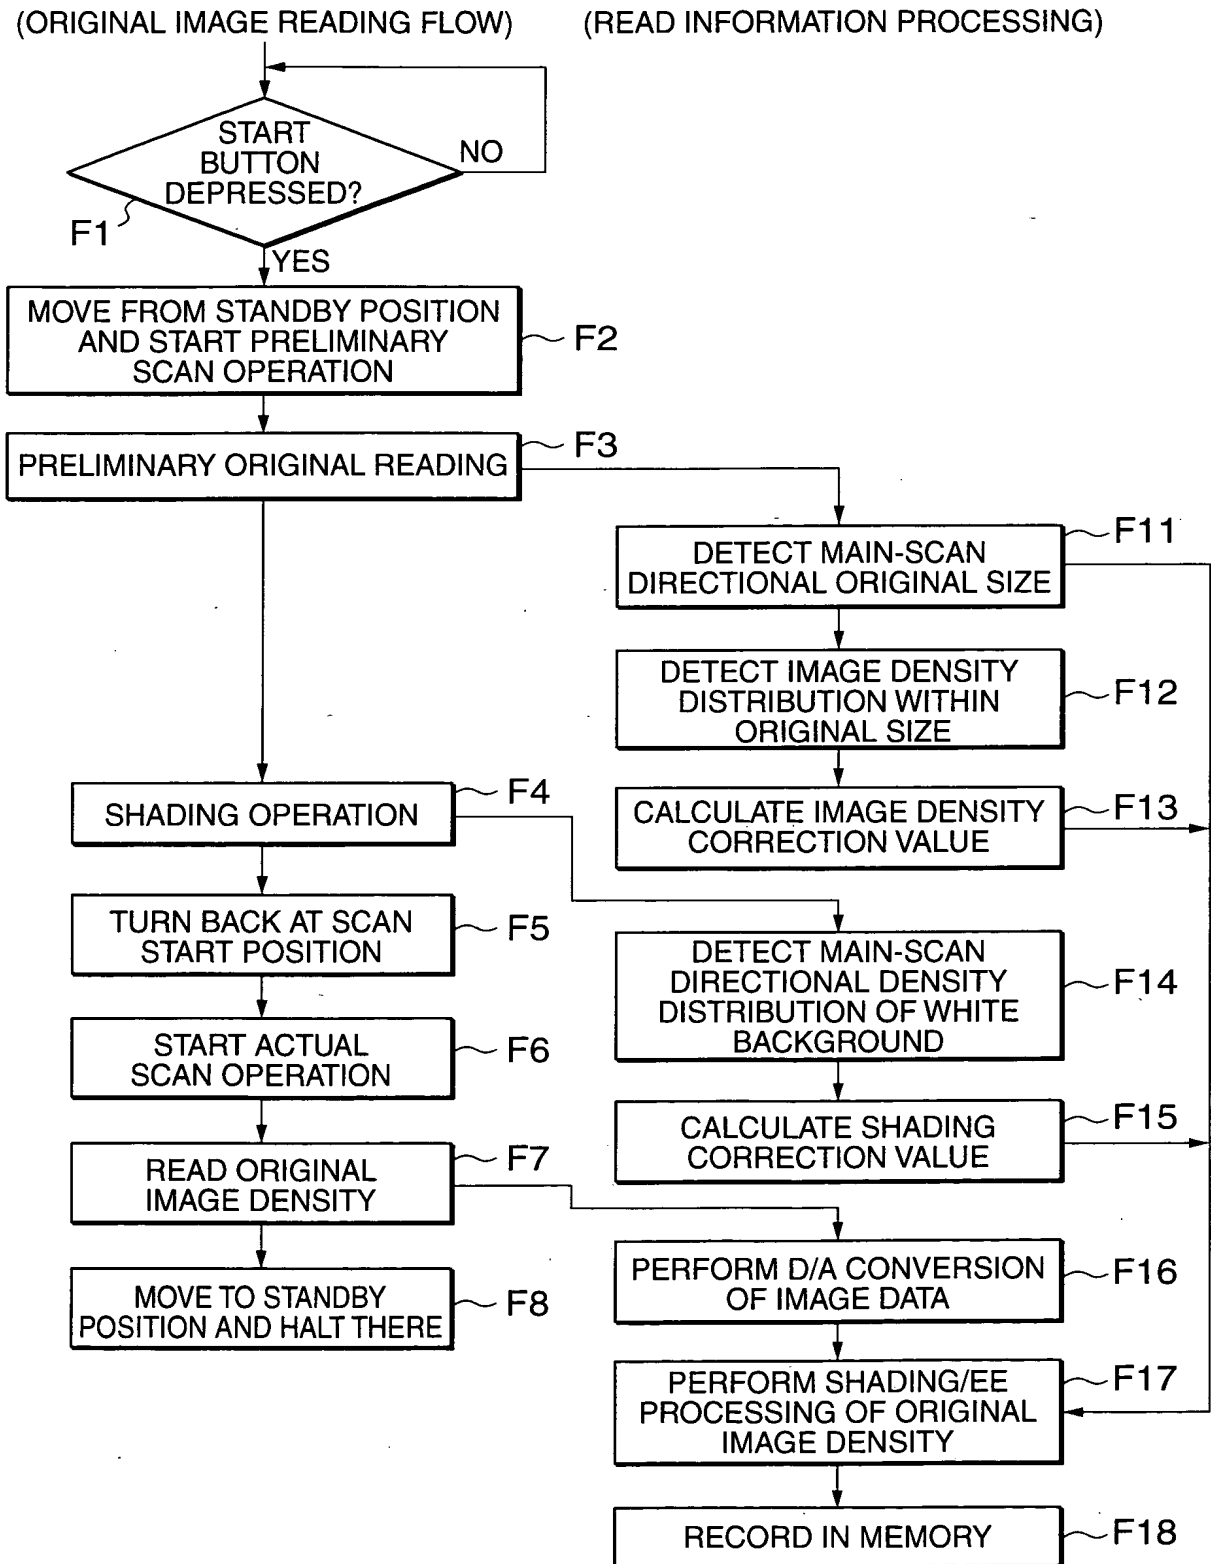 (ORIGINAL IMAGE READING FLOW)
(READ INFORMATION PROCESSING)
START
BUTTON
DEPRESSED?
NO
F1
YES
MOVE FROM STANDBY POSITION
AND START PRELIMINARY
SCAN OPERATION
F2
PRELIMINARY ORIGINAL READING
F3
DETECT MAIN-SCAN
DIRECTIONAL ORIGINAL SIZE
F11
DETECT IMAGE DENSITY
DISTRIBUTION WITHIN
ORIGINAL SIZE
F12
SHADING OPERATION
F4
CALCULATE IMAGE DENSITY
CORRECTION VALUE
F13
TURN BACK AT SCAN
START POSITION
F5
DETECT MAIN-SCAN
DIRECTIONAL DENSITY
DISTRIBUTION OF WHITE
BACKGROUND
F14
START ACTUAL
SCAN OPERATION
F6
CALCULATE SHADING
CORRECTION VALUE
F15
READ ORIGINAL
IMAGE DENSITY
F7
PERFORM D/A CONVERSION
OF IMAGE DATA
F16
MOVE TO STANDBY
POSITION AND HALT THERE
F8
PERFORM SHADING/EE
PROCESSING OF ORIGINAL
IMAGE DENSITY
F17
RECORD IN MEMORY
F18